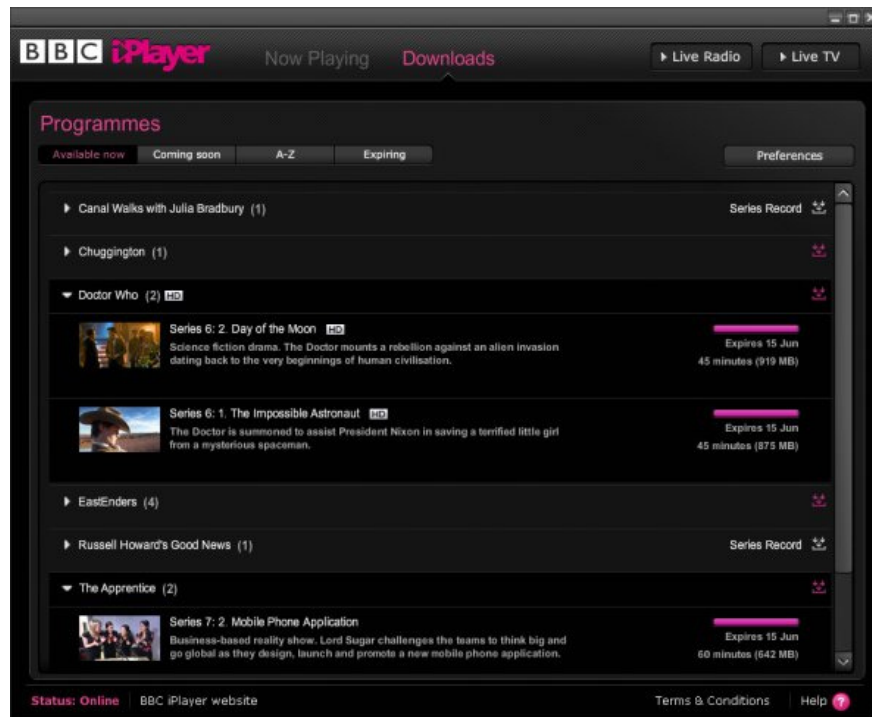 BBC iPlayer
Now Playing
Downloads
Live Radio
Live TV
Programmes
Available now
Coming soon
A-Z
Expiring
Preferences
Canal Walks with Julia Bradbury (1)
Series Record
Chuggington (1)
Doctor Who (2) HD
Series 6: 2. Day of the Moon HD
Science fiction drama. The Doctor mounts a rebellion against an alien invasion
dating back to the very beginnings of human civilisation.
Expires 15 Jun
45 minutes (919 MB)
Series 6: 1. The Impossible Astronaut HD
The Doctor is summoned to assist President Nixon in saving a terrified little girl
from a mysterious spaceman.
Expires 15 Jun
45 minutes (875 MB)
EastEnders (4)
Russell Howard's Good News (1)
Series Record
The Apprentice (2)
Series 7: 2. Mobile Phone Application
Business-based reality show. Lord Sugar challenges the teams to think big and
go global as they design, launch and promote a new mobile phone application.
Expires 15 Jun
60 minutes (642 MB)
Status: Online
BBC iPlayer website
Terms & Conditions
Help ?